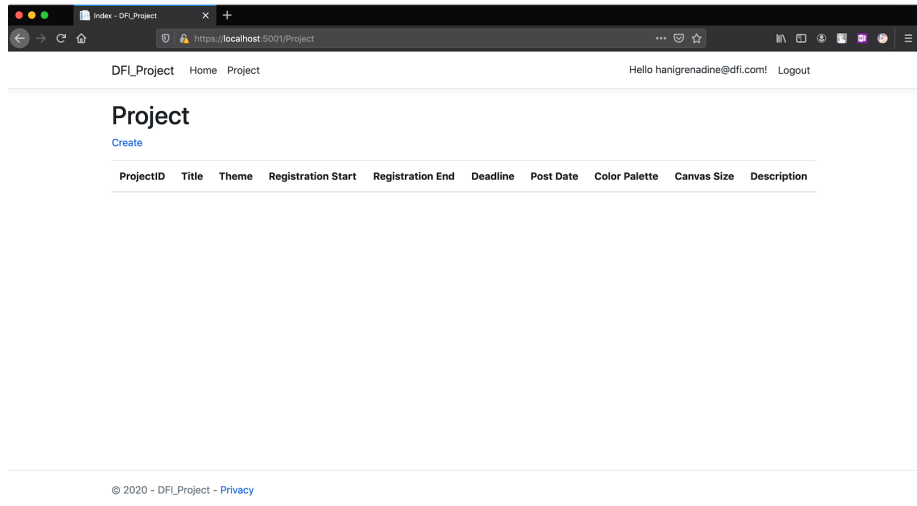 Index - DFI_Project
https://localhost:5001/Project
DFI_Project Home Project Hello hanigrenadine@dfi.com! Logout
Project
Create
ProjectID Title Theme Registration Start Registration End Deadline Post Date Color Palette Canvas Size Description
© 2020 - DFI_Project - Privacy